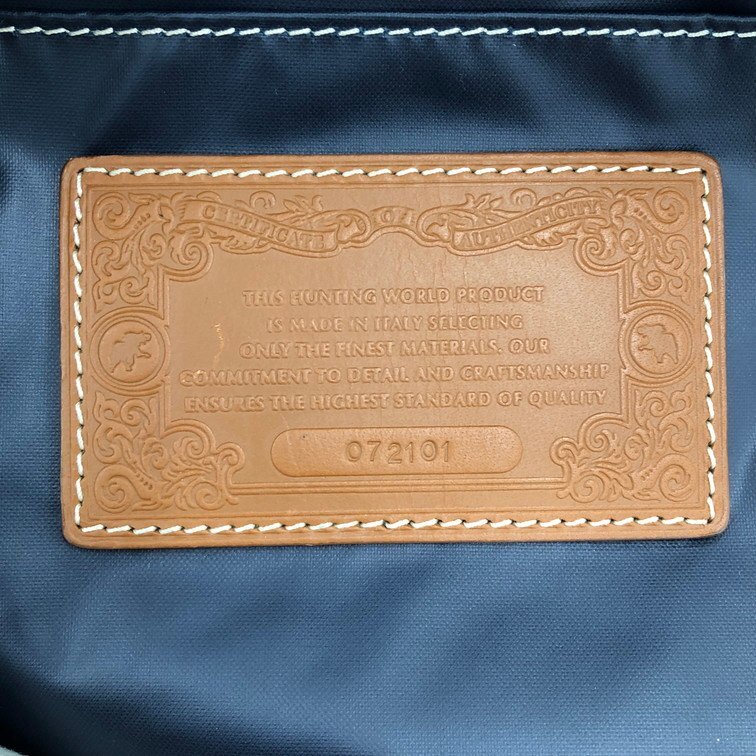 CERTIFICATE OF AUTHENTICITY
THIS HUNTING WORLD PRODUCT
IS MADE IN ITALY SELECTING
ONLY THE FINEST MATERIALS. OUR
COMMITMENT TO DETAIL AND CRAFTSMANSHIP
ENSURES THE HIGHEST STANDARD OF QUALITY
072101